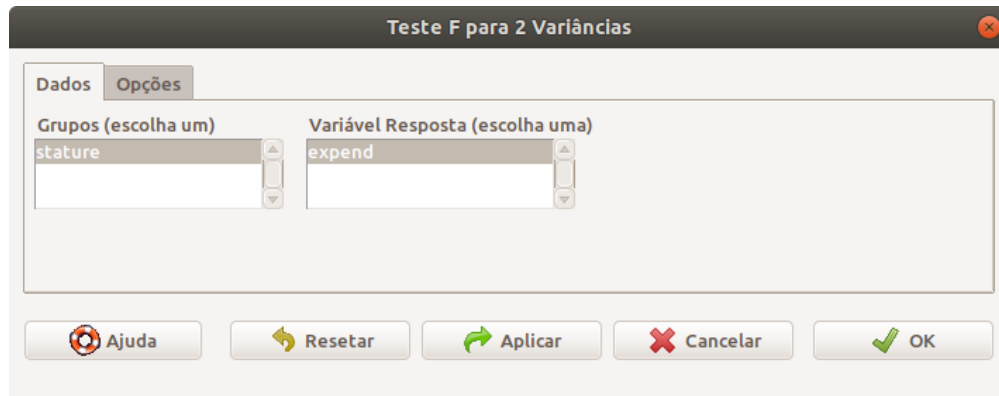 Teste F para 2 Variâncias
Dados Opções
Grupos (escolha um) Variável Resposta (escolha uma)
stature expend
Ajuda Resetar Aplicar Cancelar OK